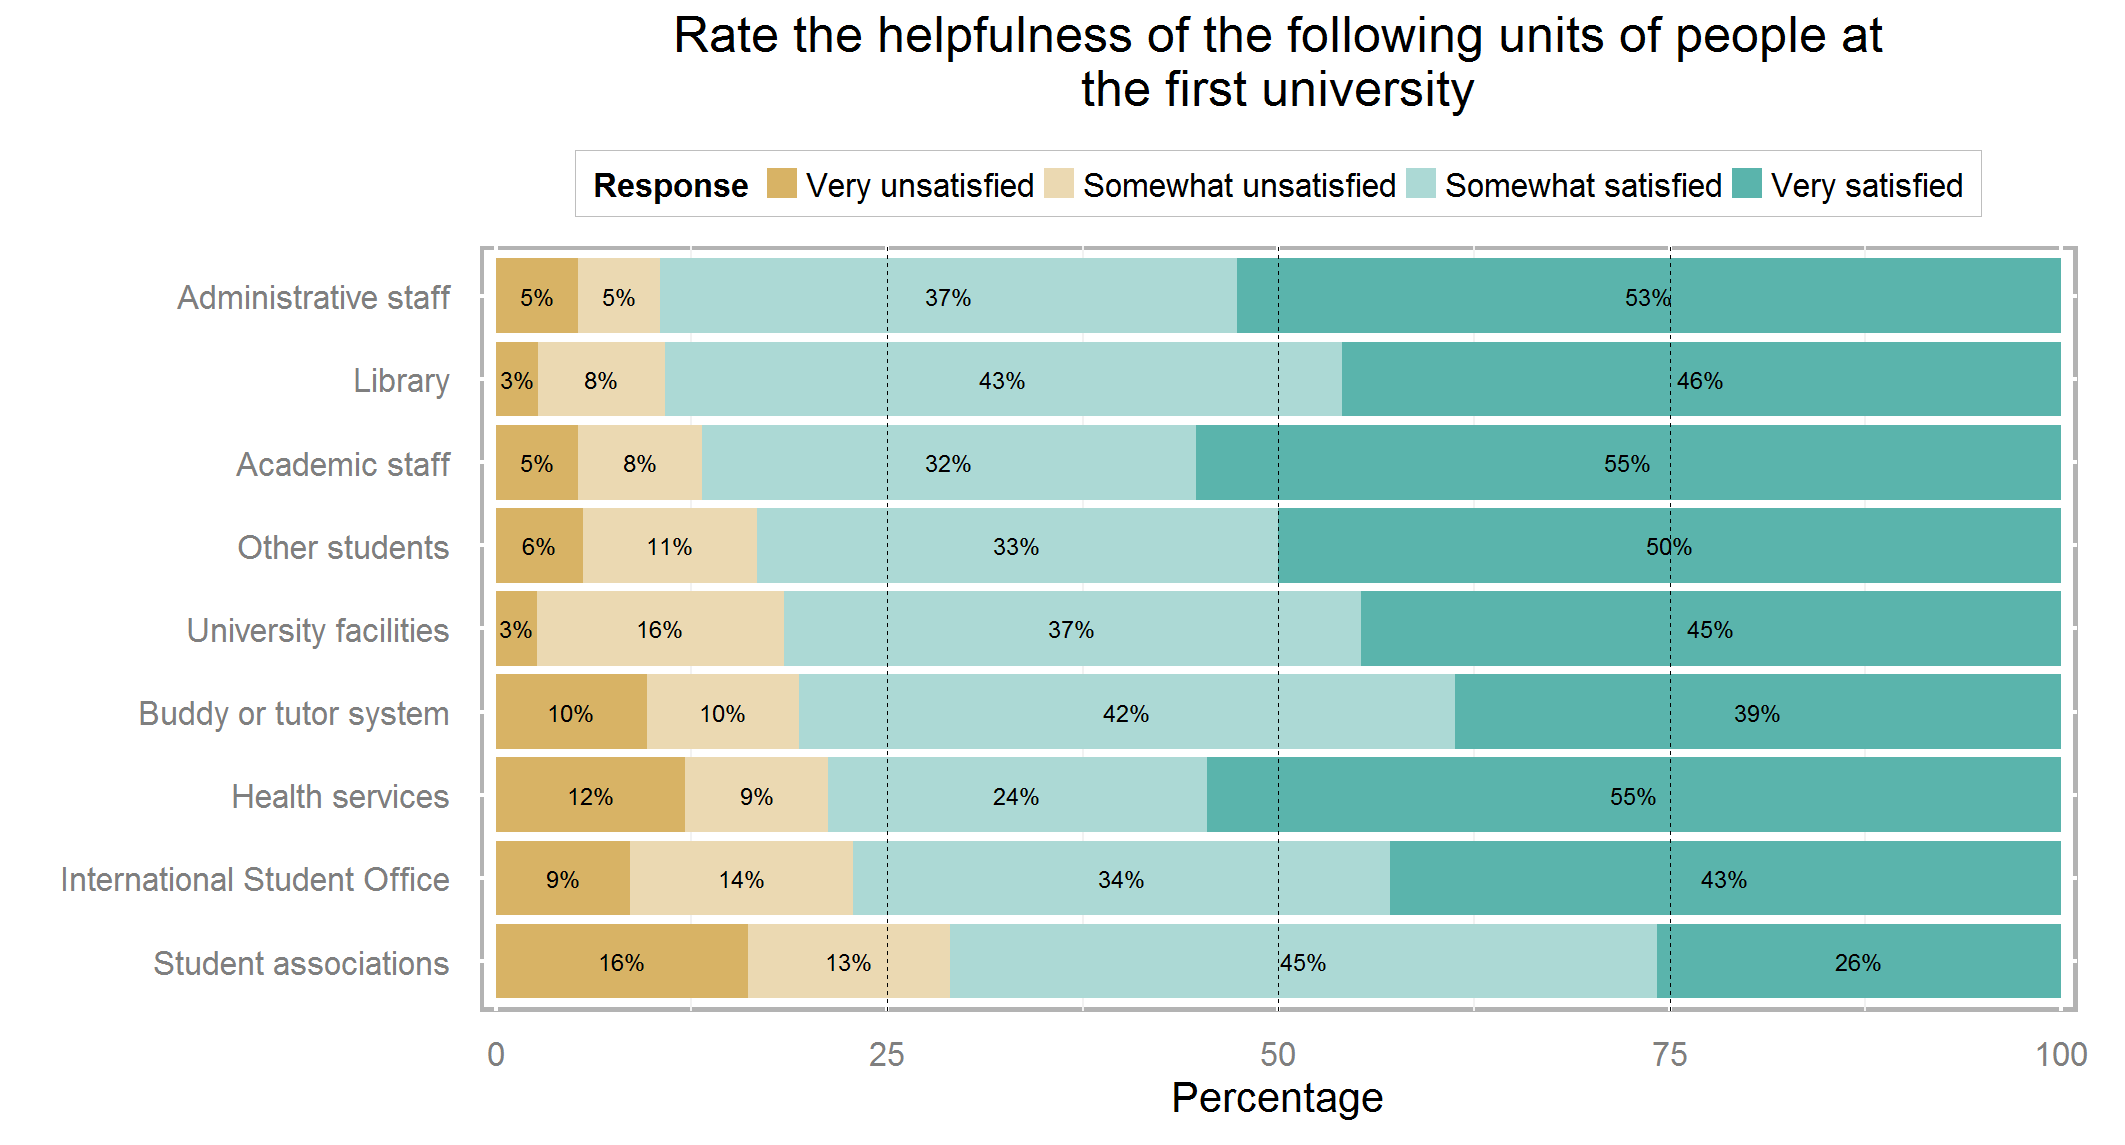 Rate the helpfulness of the following units of people at
the first university
Response Very unsatisfied Somewhat unsatisfied Somewhat satisfied Very satisfied
Administrative staff 5% 5% 37% 53%
Library 3% 8% 43% 46%
Academic staff 5% 8% 32% 55%
Other students 6% 11% 33% 50%
University facilities 3% 16% 37% 45%
Buddy or tutor system 10% 10% 42% 39%
Health services 12% 9% 24% 55%
International Student Office 9% 14% 34% 43%
Student associations 16% 13% 45% 26%
0 25 50 75 100
Percentage